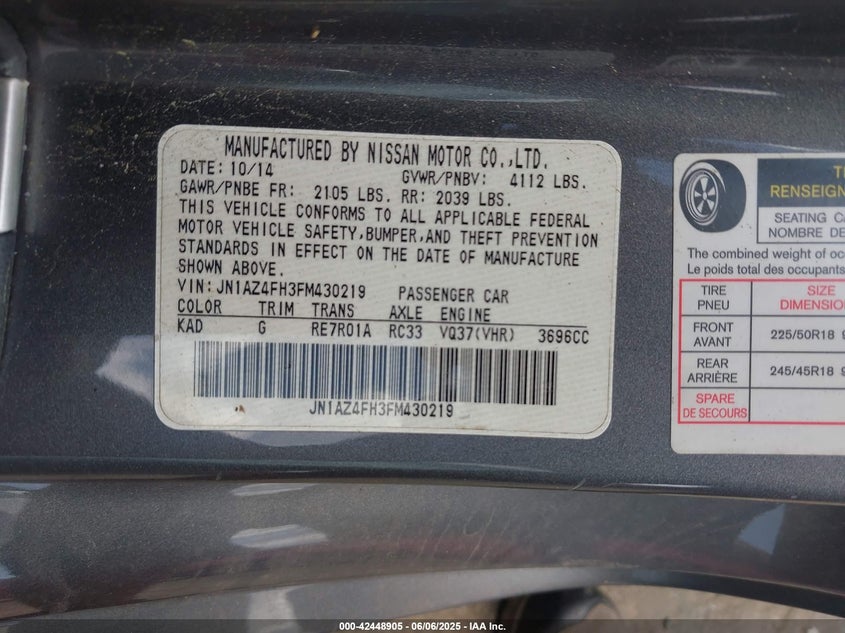 MANUFACTURED BY NISSAN MOTOR CO.,LTD.
DATE: 10/14 GVWR/PNBV: 4112 LBS.
GAWR/PNBE FR: 2105 LBS. RR: 2039 LBS.
THIS VEHICLE CONFORMS TO ALL APPLICABLE FEDERAL
MOTOR VEHICLE SAFETY,BUMPER,AND THEFT PREVENTION
STANDARDS IN EFFECT ON THE DATE OF MANUFACTURE
SHOWN ABOVE.
VIN: JN1AZ4FH3FM430219 PASSENGER CAR
COLOR TRIM TRANS AXLE ENGINE
KAD G RE7R01A RC33 VQ37(VHR) 3696CC
JN1AZ4FH3FM430219
RENSEIGN
SEATING CA
NOMBRE DE
The combined weight of oc
Le poids total des occupants
TIRE SIZE
PNEU DIMENSION
FRONT
AVANT 225/50R18 9
REAR
ARRIÈRE 245/45R18 9
SPARE
DE SECOURS
000-42448905 - 06/06/2025 - IAA Inc.